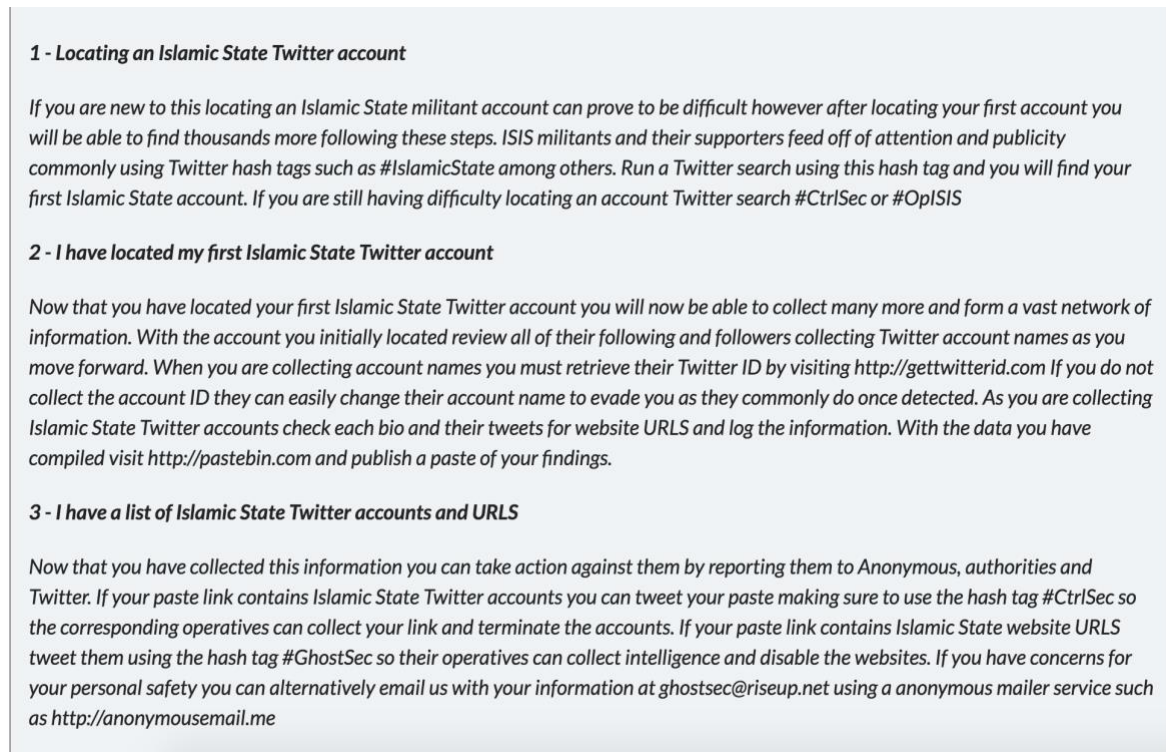 1 - Locating an Islamic State Twitter account
If you are new to this locating an Islamic State militant account can prove to be difficult however after locating your first account you
will be able to find thousands more following these steps. ISIS militants and their supporters feed off of attention and publicity
commonly using Twitter hash tags such as #IslamicState among others. Run a Twitter search using this hash tag and you will find your
first Islamic State account. If you are still having difficulty locating an account Twitter search #CtrlSec or #OpISIS
2 - I have located my first Islamic State Twitter account
Now that you have located your first Islamic State Twitter account you will now be able to collect many more and form a vast network of
information. With the account you initially located review all of their following and followers collecting Twitter account names as you
move forward. When you are collecting account names you must retrieve their Twitter ID by visiting http://gettwitterid.com If you do not
collect the account ID they can easily change their account name to evade you as they commonly do once detected. As you are collecting
Islamic State Twitter accounts check each bio and their tweets for website URLS and log the information. With the data you have
compiled visit http://pastebin.com and publish a paste of your findings.
3 - I have a list of Islamic State Twitter accounts and URLS
Now that you have collected this information you can take action against them by reporting them to Anonymous, authorities and
Twitter. If your paste link contains Islamic State Twitter accounts you can tweet your paste making sure to use the hash tag #CtrlSec so
the corresponding operatives can collect your link and terminate the accounts. If your paste link contains Islamic State website URLS
tweet them using the hash tag #GhostSec so their operatives can collect intelligence and disable the websites. If you have concerns for
your personal safety you can alternatively email us with your information at ghostsec@riseup.net using a anonymous mailer service such
as http://anonymousemail.me